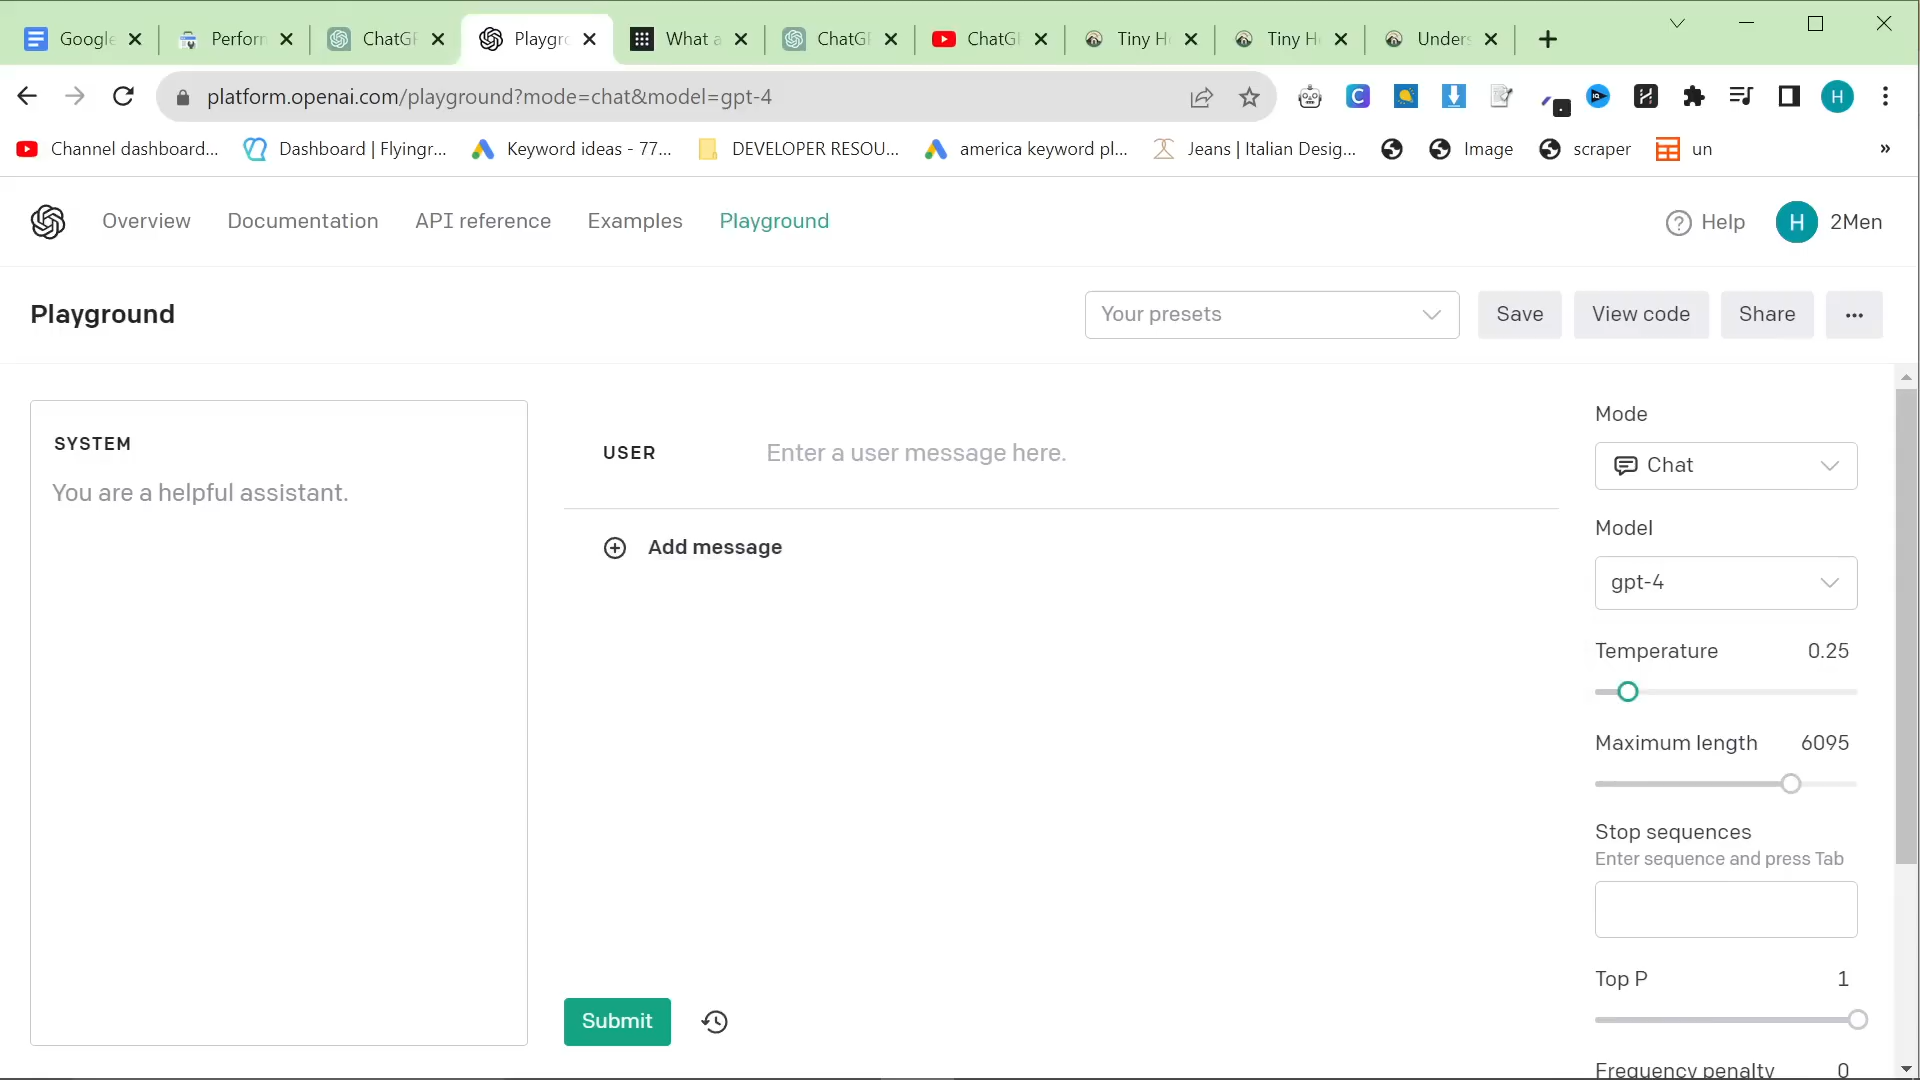 Google
Perform
ChatGP
Playgro
What a
ChatGP
ChatGP
Tiny H
Tiny Ho
Unders
platform.openai.com/playground?mode=chat&model=gpt-4
C
H
Channel dashboard...
Dashboard | Flyingr...
Keyword ideas - 77...
DEVELOPER RESOU...
america keyword pl...
Jeans | Italian Desig...
Image
scraper
un
»
Overview
Documentation
API reference
Examples
Playground
? Help
H
2Men
Playground
Your presets
Save
View code
Share
...
SYSTEM
You are a helpful assistant.
USER
Enter a user message here.
Add message
Submit
Mode
Chat
Model
gpt-4
Temperature 0.25
Maximum length 6095
Stop sequences
Enter sequence and press Tab
Top P 1
Frequency penalty 0